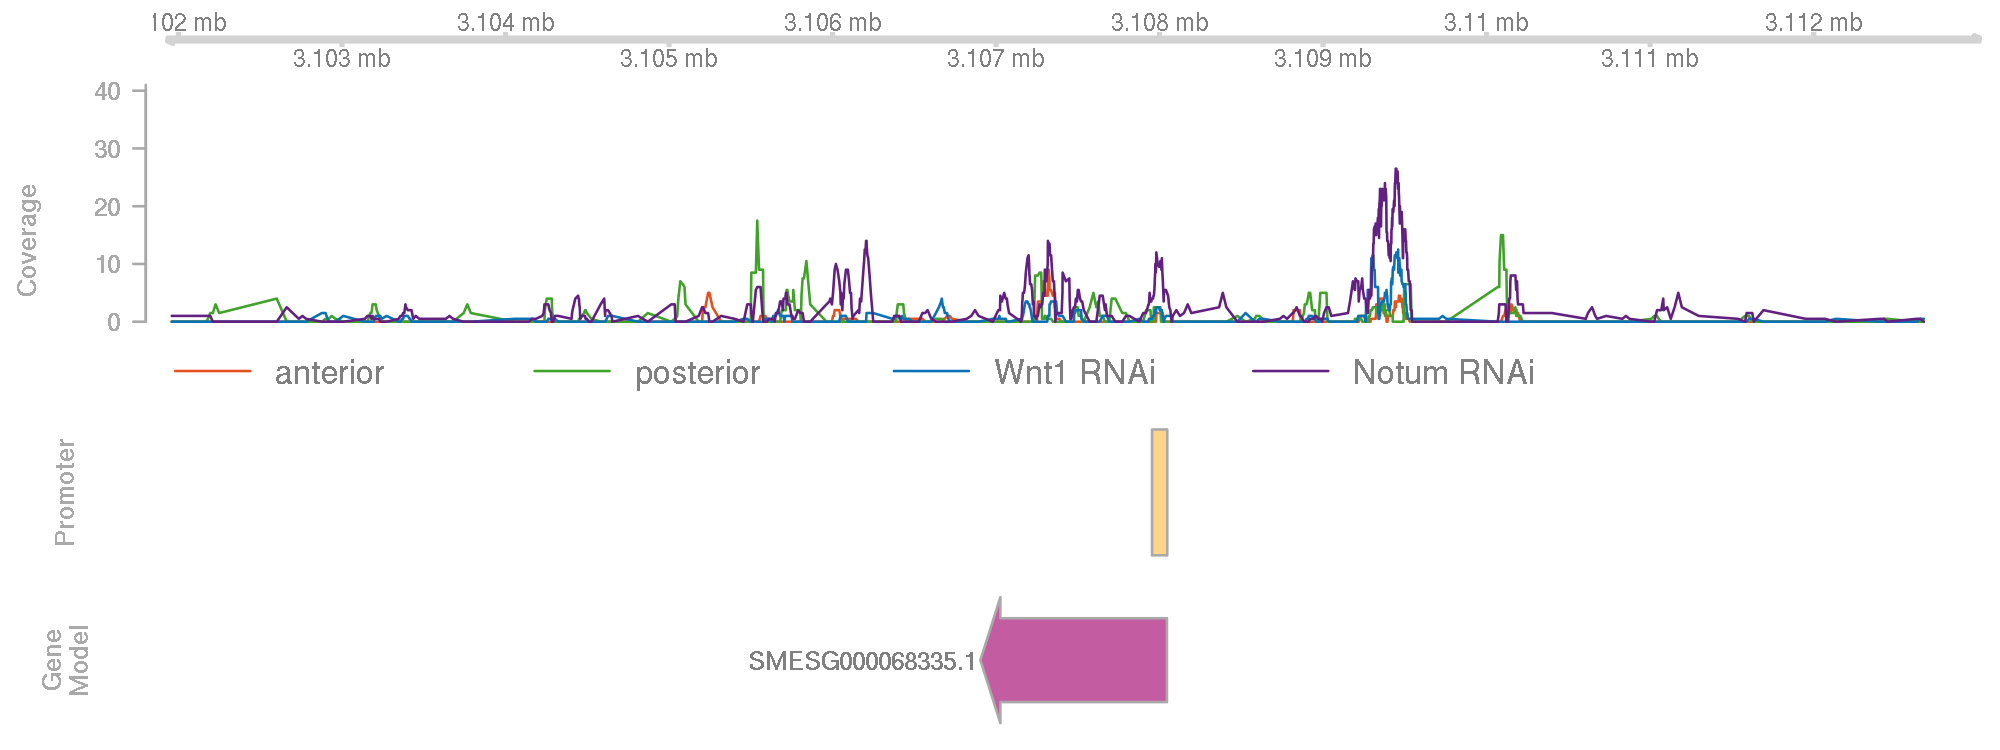 102 mb 3.104 mb 3.106 mb 3.108 mb 3.11 mb 3.112 mb
3.103 mb 3.105 mb 3.107 mb 3.109 mb 3.111 mb
40
30
20
10
0
Coverage
anterior posterior Wnt1 RNAi Notum RNAi
Promoter
Gene
Model
SMESG000068335.1